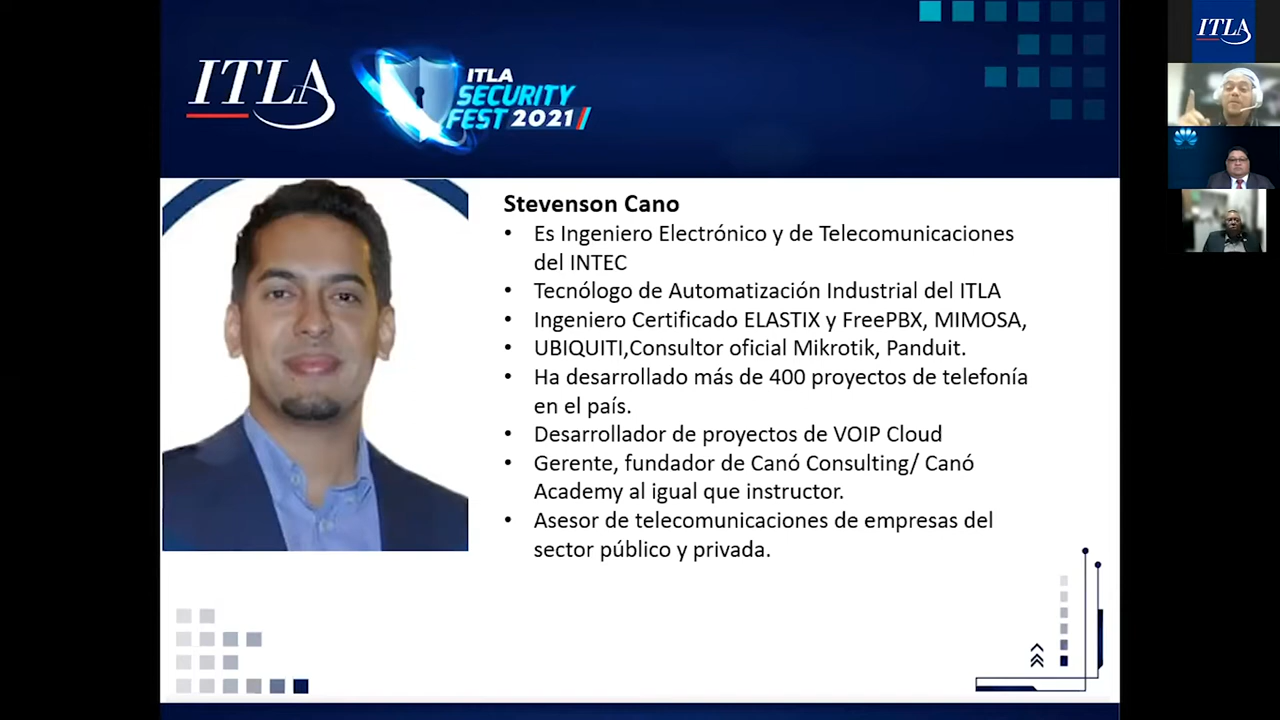 ITLA
ITLA
SECURITY
FEST 2021
ITLA
Stevenson Cano
• Es Ingeniero Electrónico y de Telecomunicaciones
del INTEC
• Tecnólogo de Automatización Industrial del ITLA
• Ingeniero Certificado ELASTIX y FreePBX, MIMOSA,
• UBIQUITI,Consultor oficial Mikrotik, Panduit.
• Ha desarrollado más de 400 proyectos de telefonía
en el país.
• Desarrollador de proyectos de VOIP Cloud
• Gerente, fundador de Canó Consulting/ Canó
Academy al igual que instructor.
• Asesor de telecomunicaciones de empresas del
sector público y privada.